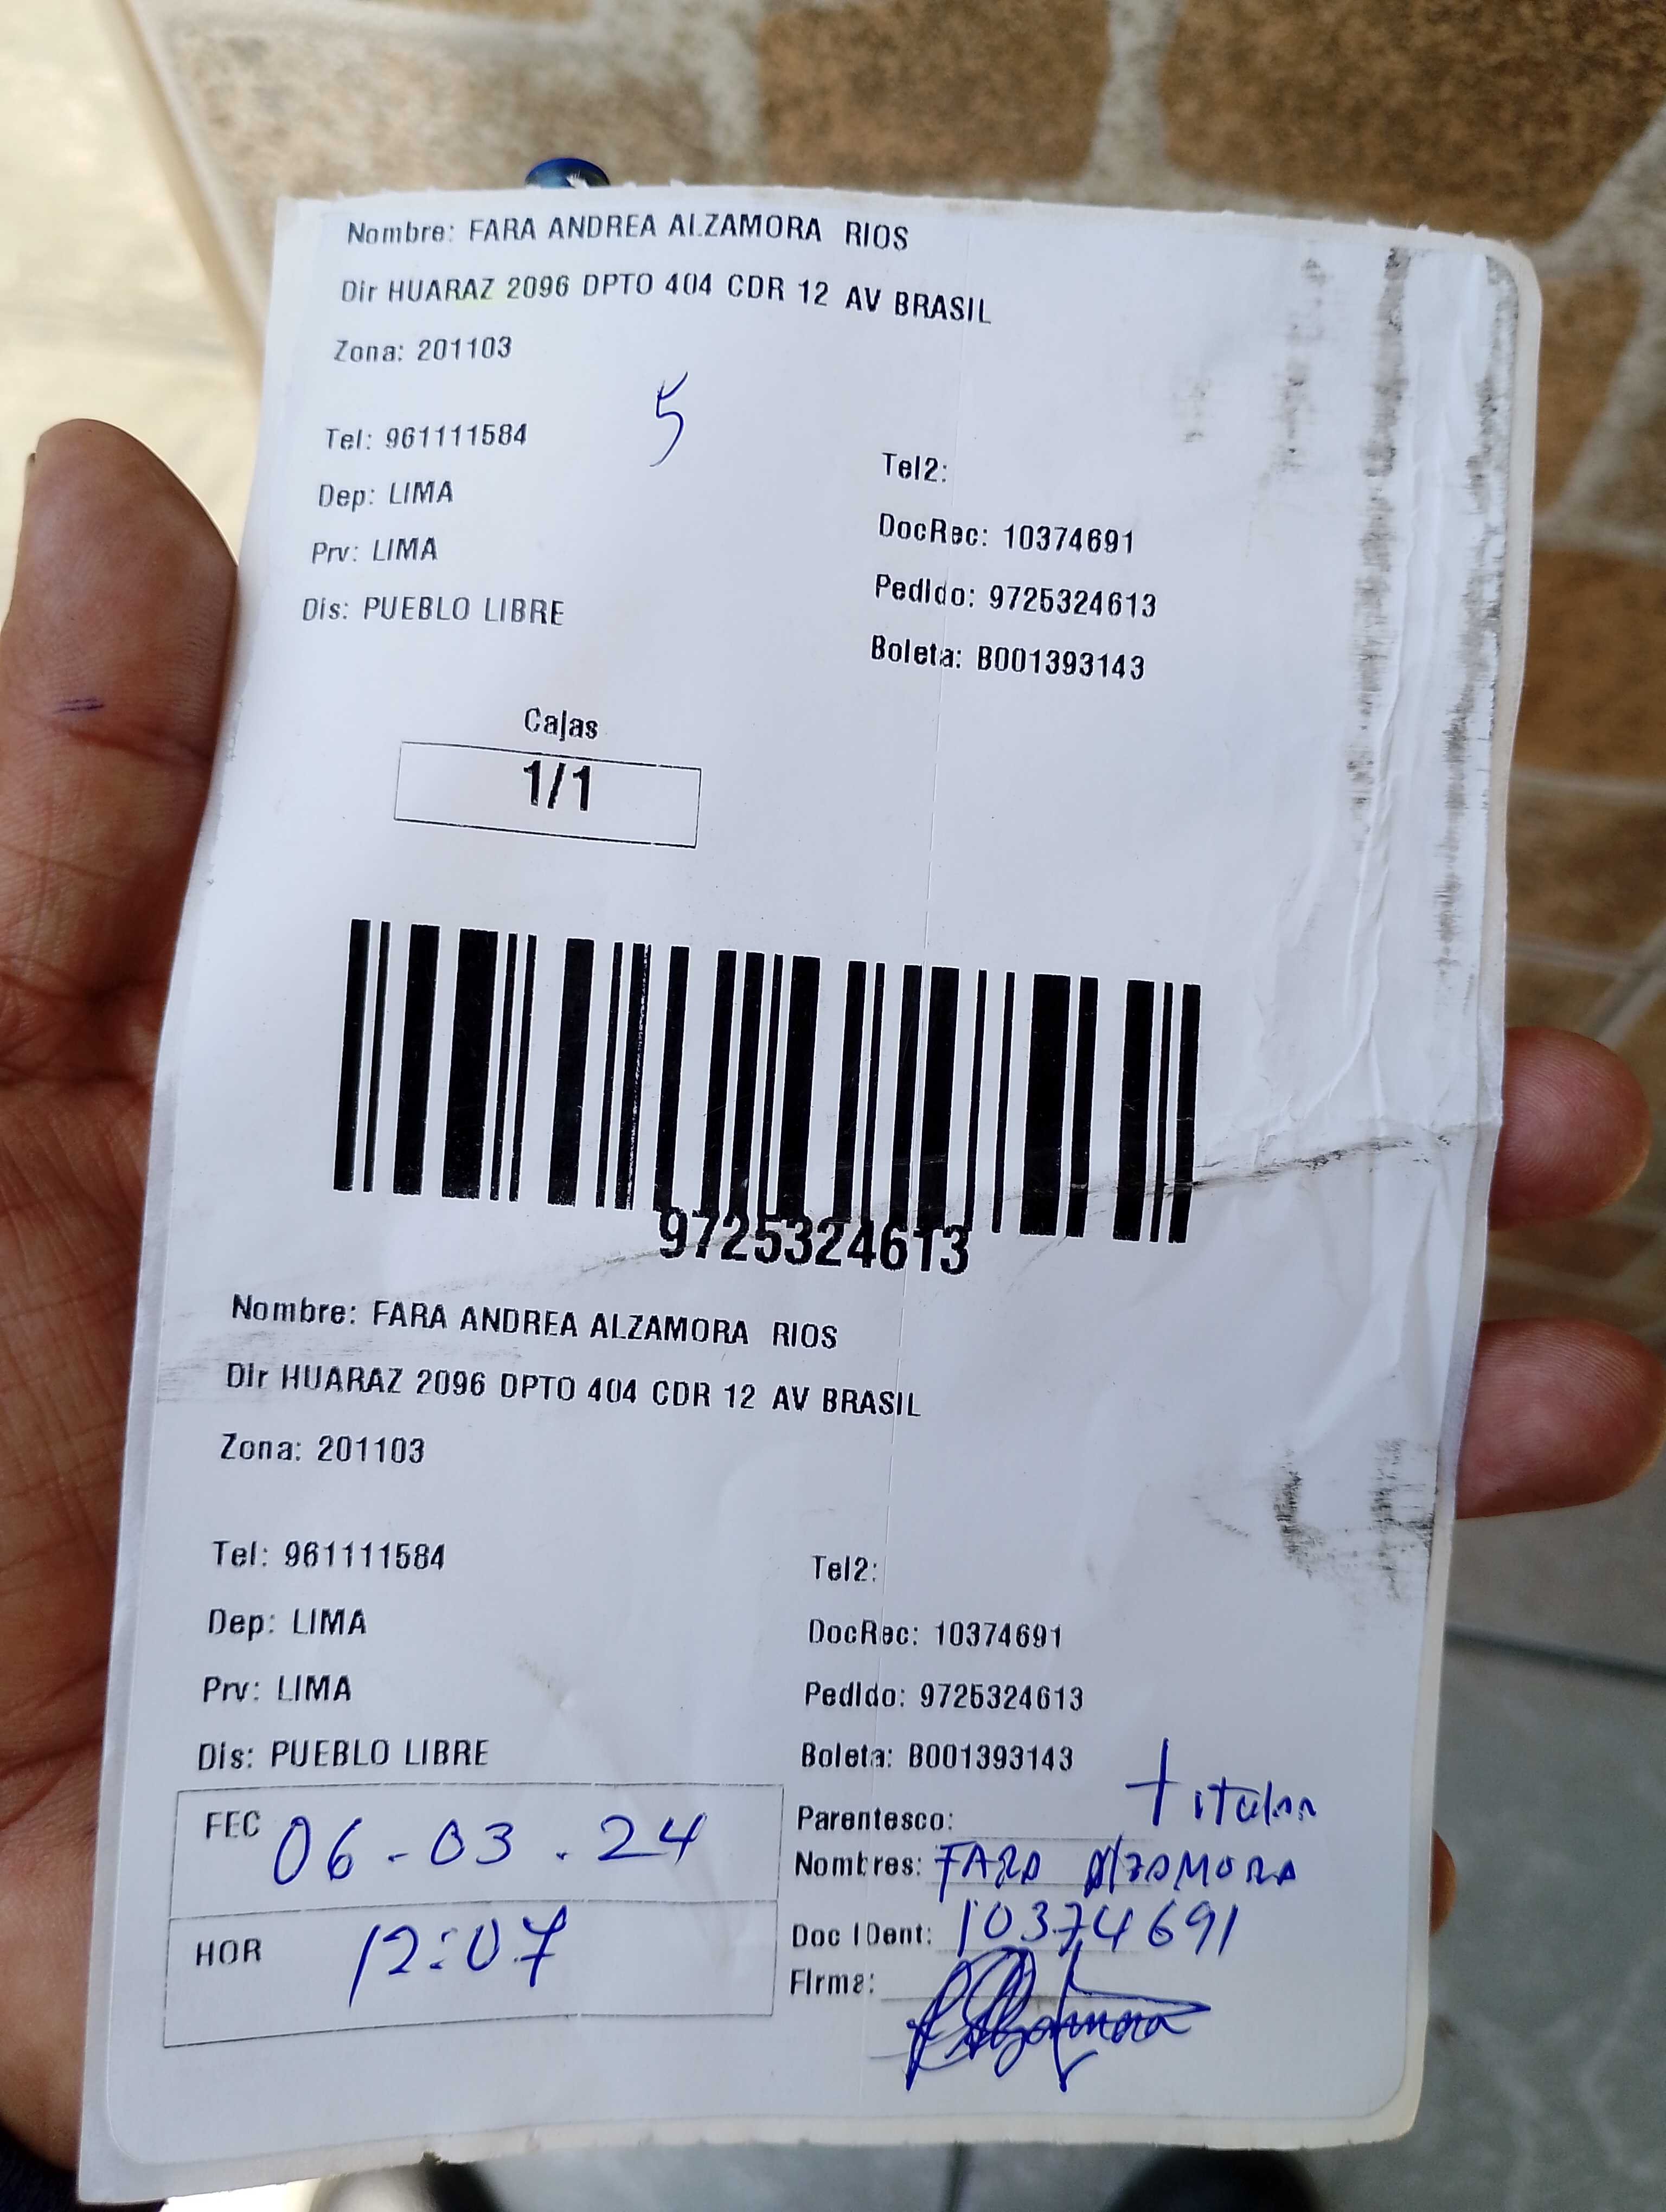 Nombre: FARA ANDREA ALZAMORA RIOS
Dir HUARAZ 2096 DPTO 404 CDR 12 AV BRASIL
Zona: 201103
5
Tel: 961111584
Tel2:
Dep: LIMA
DocRec: 10374691
Prv: LIMA
Pedido: 9725324613
Dis: PUEBLO LIBRE
Boleta: B001393143
Cajas
1/1
9725324613
Nombre: FARA ANDREA ALZAMORA RIOS
Dir HUARAZ 2096 DPTO 404 CDR 12 AV BRASIL
Zona: 201103
Tel: 961111584
Tel2:
Dep: LIMA
DocRec: 10374691
Prv: LIMA
Pedido: 9725324613
Dis: PUEBLO LIBRE
Boleta: B001393143
FEC 06-03.24
Parentesco: titular
Nombres: FARA AlzAMORA
HOR 12:07
Doc IDent: 10374691
Firma: